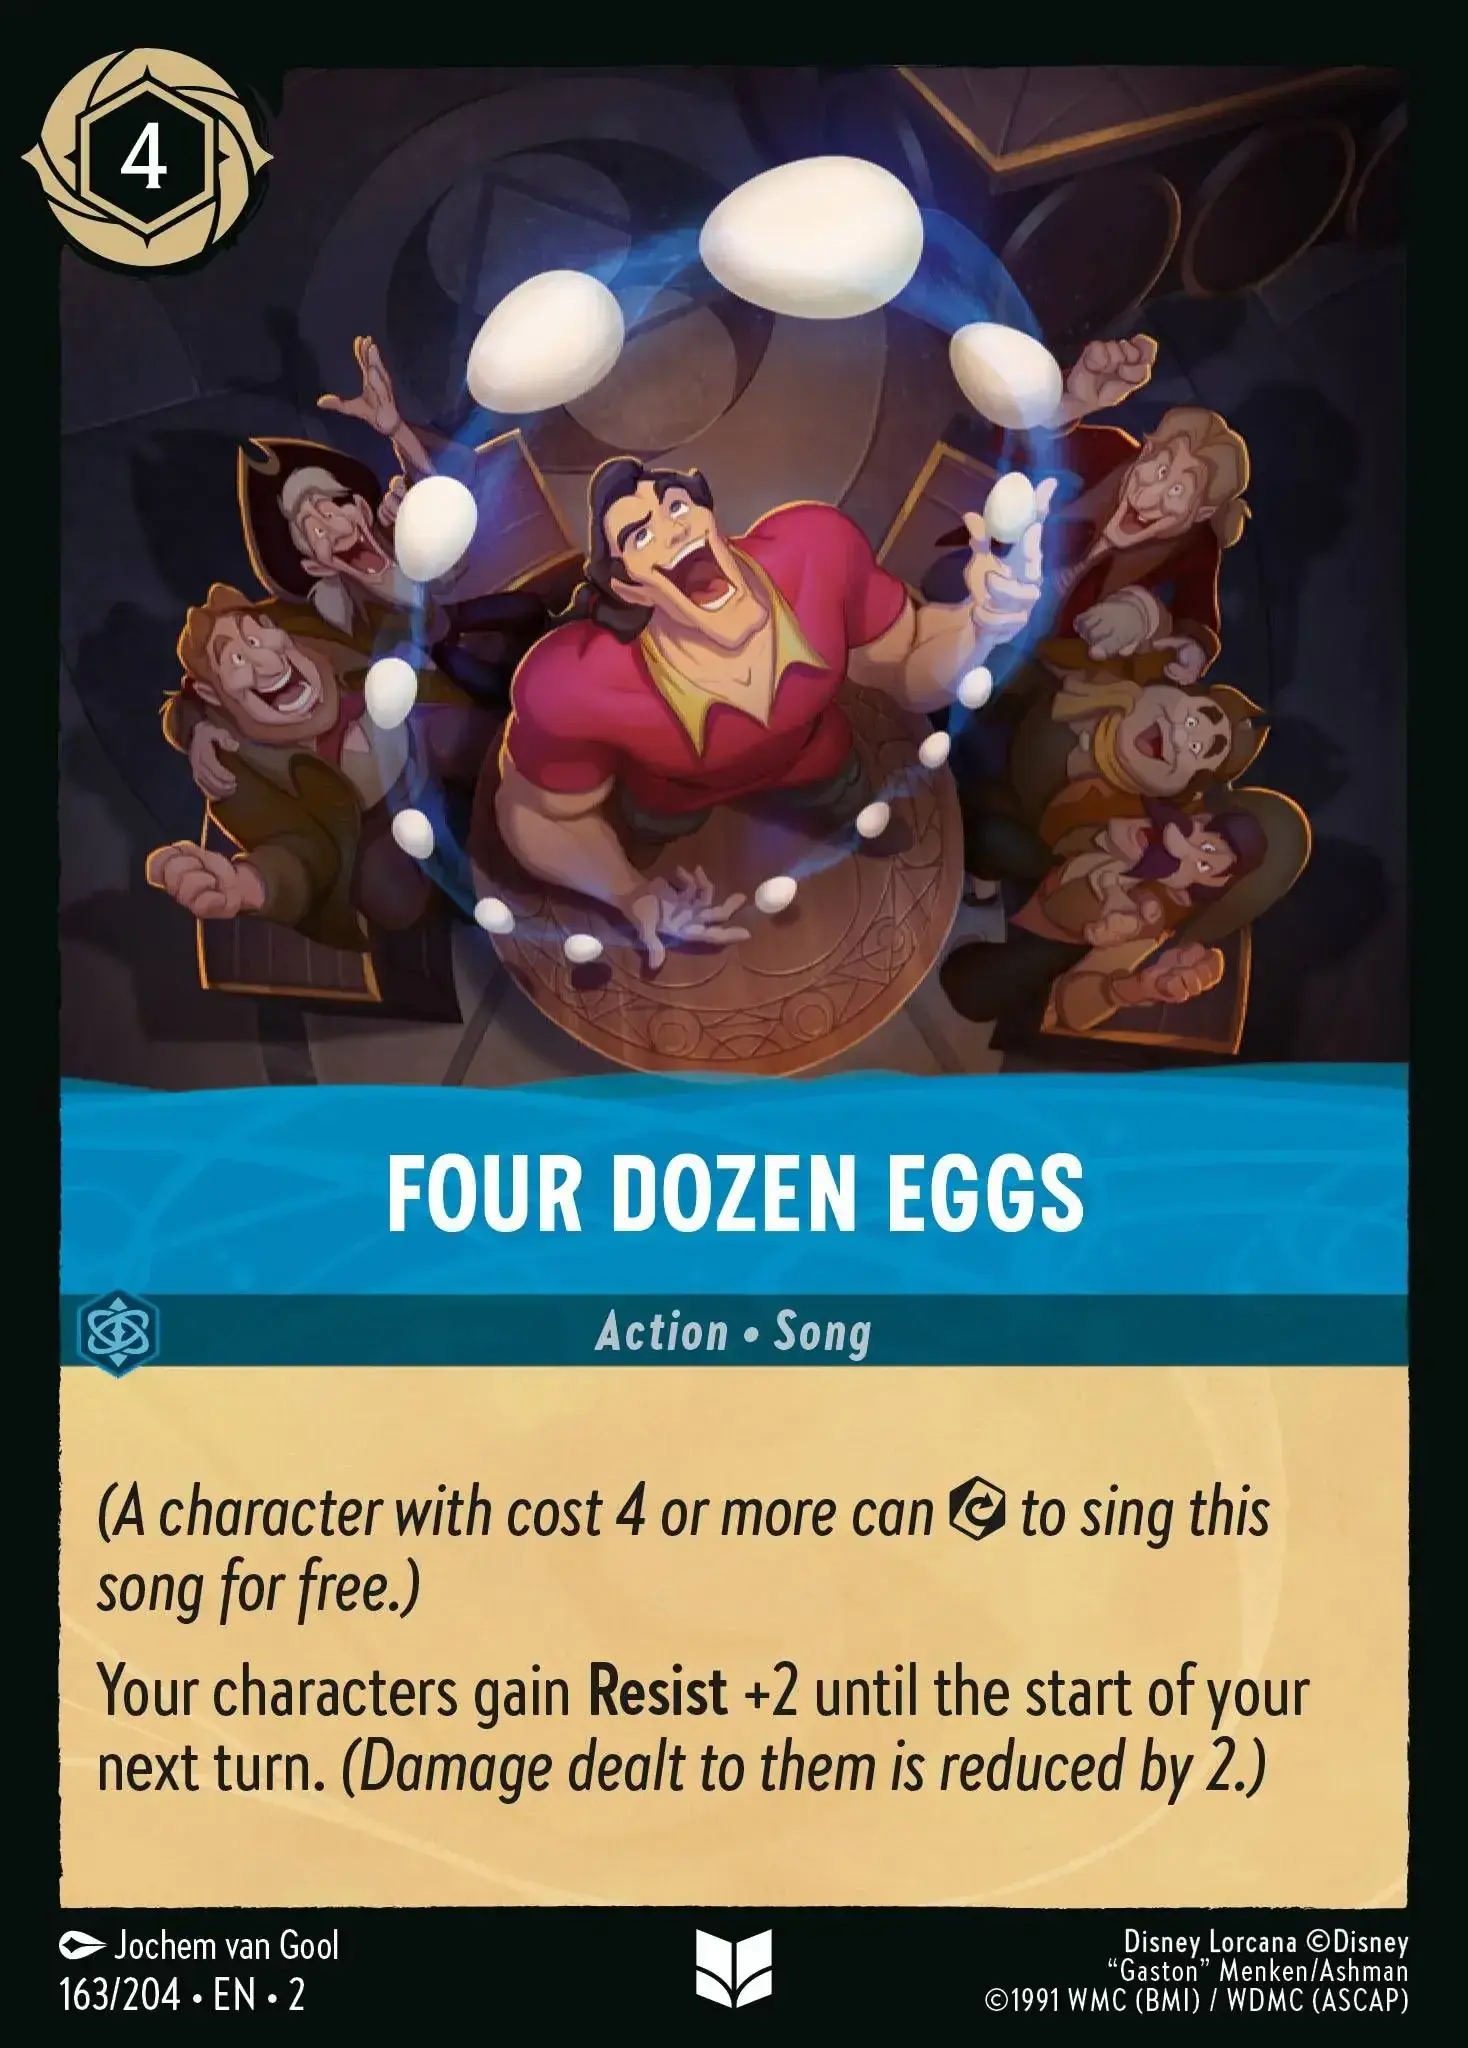 4
FOUR DOZEN EGGS
Action • Song
(A character with cost 4 or more can to sing this
song for free.)
Your characters gain Resist +2 until the start of your
next turn. (Damage dealt to them is reduced by 2.)
Jochem van Gool
163/204 • EN • 2
Disney Lorcana ©Disney
“Gaston” Menken/Ashman
©1991 WMC (BMI) / WDMC (ASCAP)